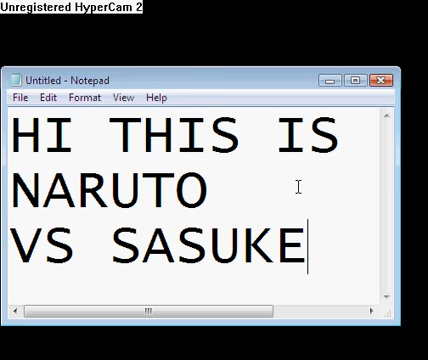 Unregistered HyperCam 2
Untitled - Notepad
File Edit Format View Help
HI THIS IS
NARUTO
VS SASUKE